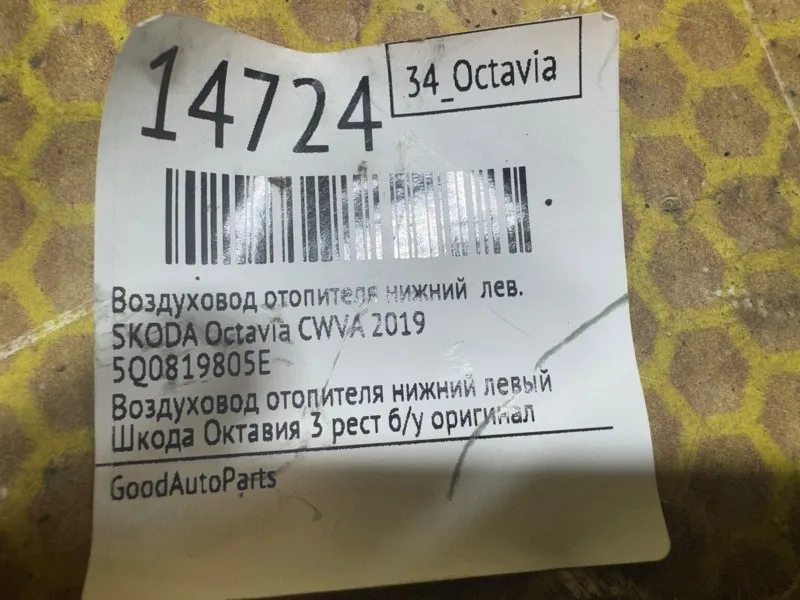 14724
34_Octavia
Воздуховод отопителя нижний лев.
SKODA Octavia CWVA 2019
5Q0819805E
Воздуховод отопителя нижний левый
Шкода Октавия 3 рест б/у оригинал
GoodAutoParts